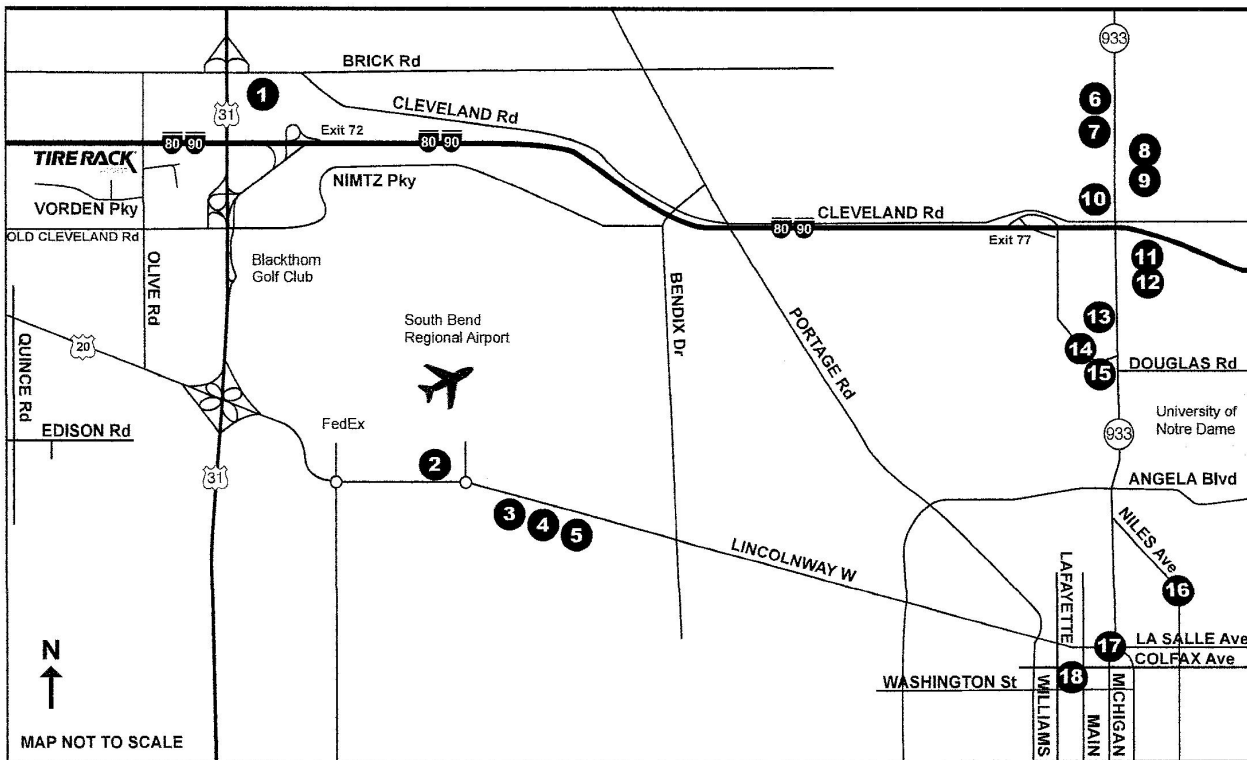 933
BRICK Rd
1
31
CLEVELAND Rd
6
7
Exit 72
80 90
80 90
TIRE RACK
NIMTZ Pky
8
9
VORDEN Pky
10
CLEVELAND Rd
80 90
OLD CLEVELAND Rd
Exit 77
Blackthorn
Golf Club
11
12
OLIVE Rd
BENDIX Dr
PORTAGE Rd
South Bend
Regional Airport
13
14
15
20
QUINCE Rd
DOUGLAS Rd
FedEx
University of
Notre Dame
EDISON Rd
933
2
31
ANGELA Blvd
3
4
5
NILES Ave
LINCOLNWAY W
LAFAYETTE
16
N
17
LA SALLE Ave
COLFAX Ave
18
WASHINGTON St
WILLIAMS
MAIN
MICHIGAN
MAP NOT TO SCALE